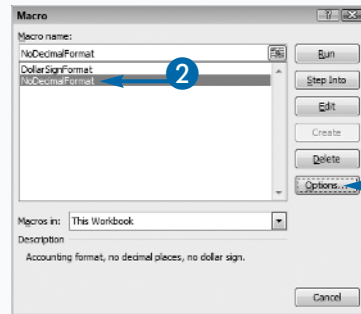 Macro
Macro name:
NoDecimalFormat
DollarSignFormat
NoDecimalFormat
2
Run
Step Into
Edit
Create
Delete
Options...
Macros in: This Workbook
Description
Accounting format, no decimal places, no dollar sign.
Cancel